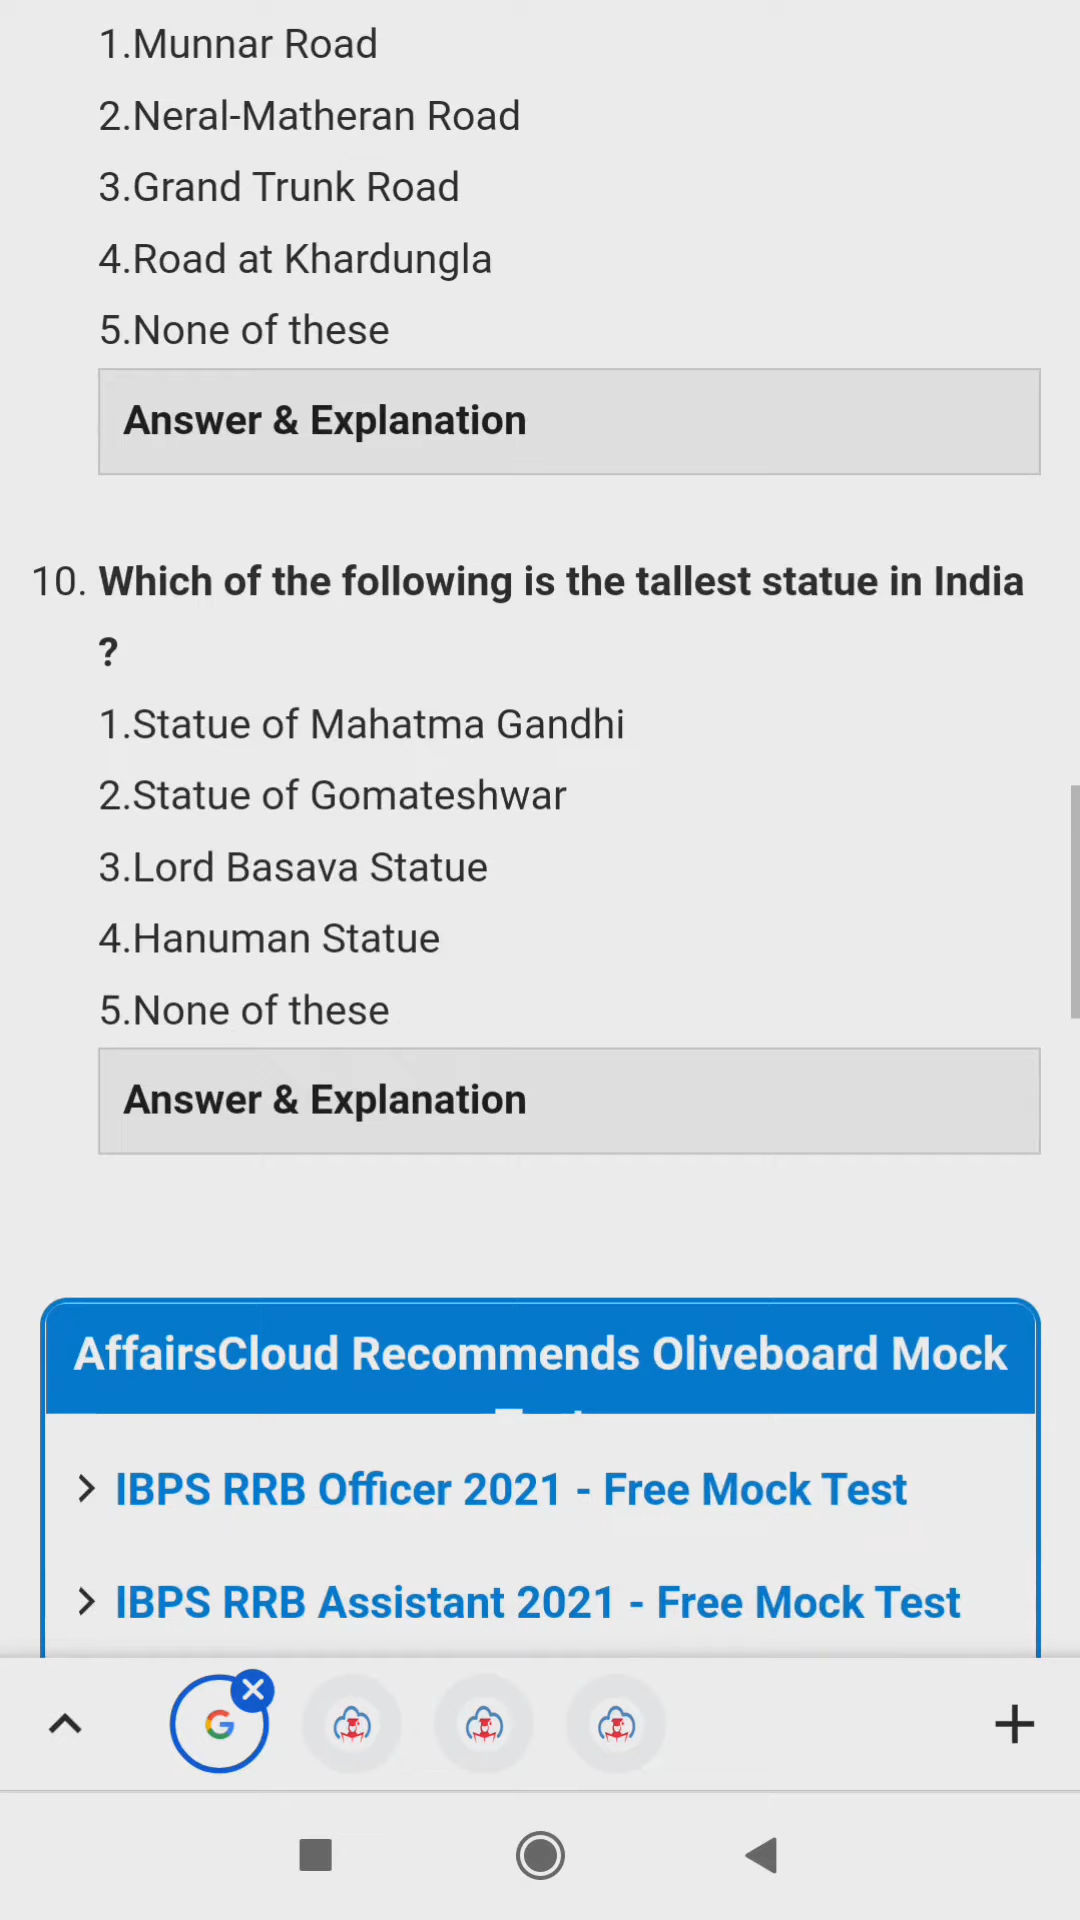 1.Munnar Road
2.Neral-Matheran Road
3.Grand Trunk Road
4.Road at Khardungla
5.None of these
Answer & Explanation
10. Which of the following is the tallest statue in India
?
1.Statue of Mahatma Gandhi
2.Statue of Gomateshwar
3.Lord Basava Statue
4.Hanuman Statue
5.None of these
Answer & Explanation
AffairsCloud Recommends Oliveboard Mock
IBPS RRB Officer 2021 - Free Mock Test
IBPS RRB Assistant 2021 - Free Mock Test